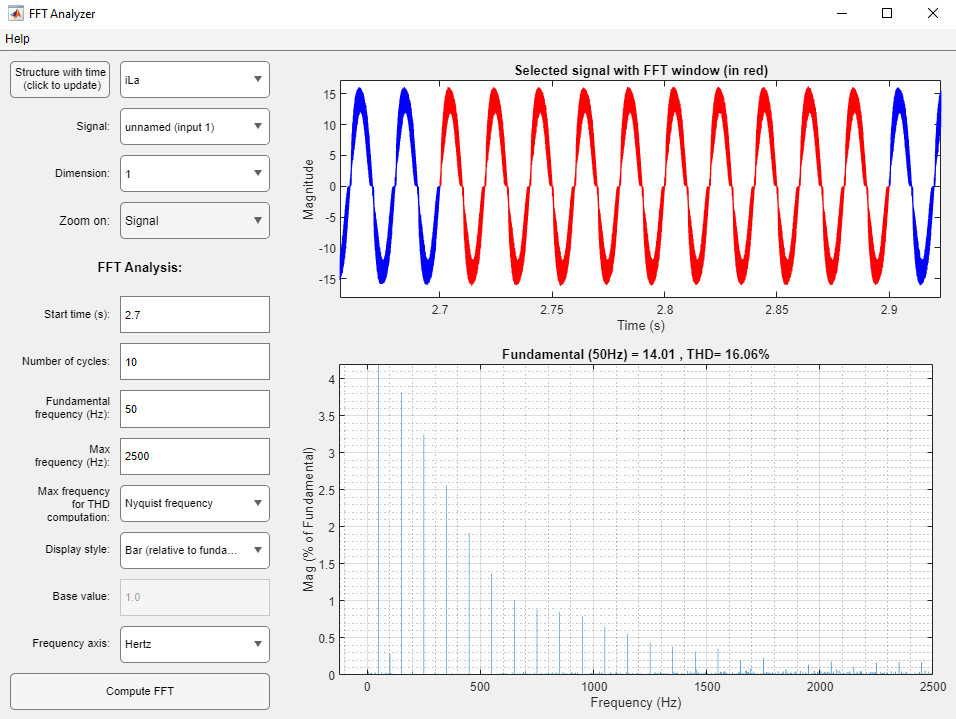 FFT Analyzer
Help
Structure with time
(click to update)
iLa
Signal:
unnamed (input 1)
Dimension:
1
Zoom on:
Signal
FFT Analysis:
Start time (s):
2.7
Number of cycles:
10
Fundamental
frequency (Hz):
50
Max
frequency (Hz):
2500
Max frequency
for THD
computation:
Nyquist frequency
Display style:
Bar (relative to funda...
Base value:
1.0
Frequency axis:
Hertz
Compute FFT
Selected signal with FFT window (in red)
Magnitude
15
10
5
0
-5
-10
-15
2.7 2.75 2.8 2.85 2.9
Time (s)
Fundamental (50Hz) = 14.01 , THD= 16.06%
Mag (% of Fundamental)
4
3.5
3
2.5
2
1.5
1
0.5
0
0 500 1000 1500 2000 2500
Frequency (Hz)